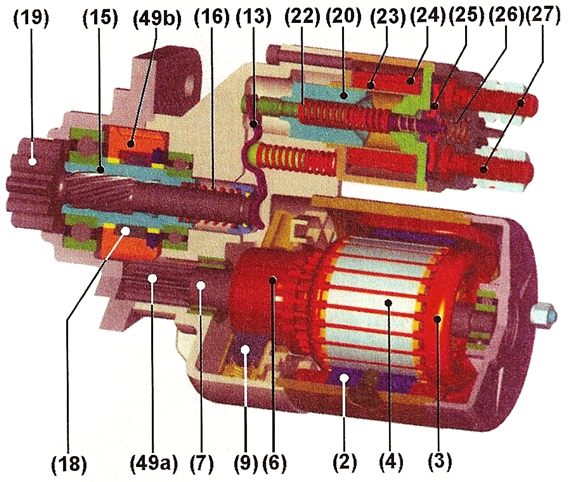 (19) (15) (49b) (16) (13) (22) (20) (23) (24) (25) (26) (27)
(18) (49a) (7) (9) (6) (2) (4) (3)